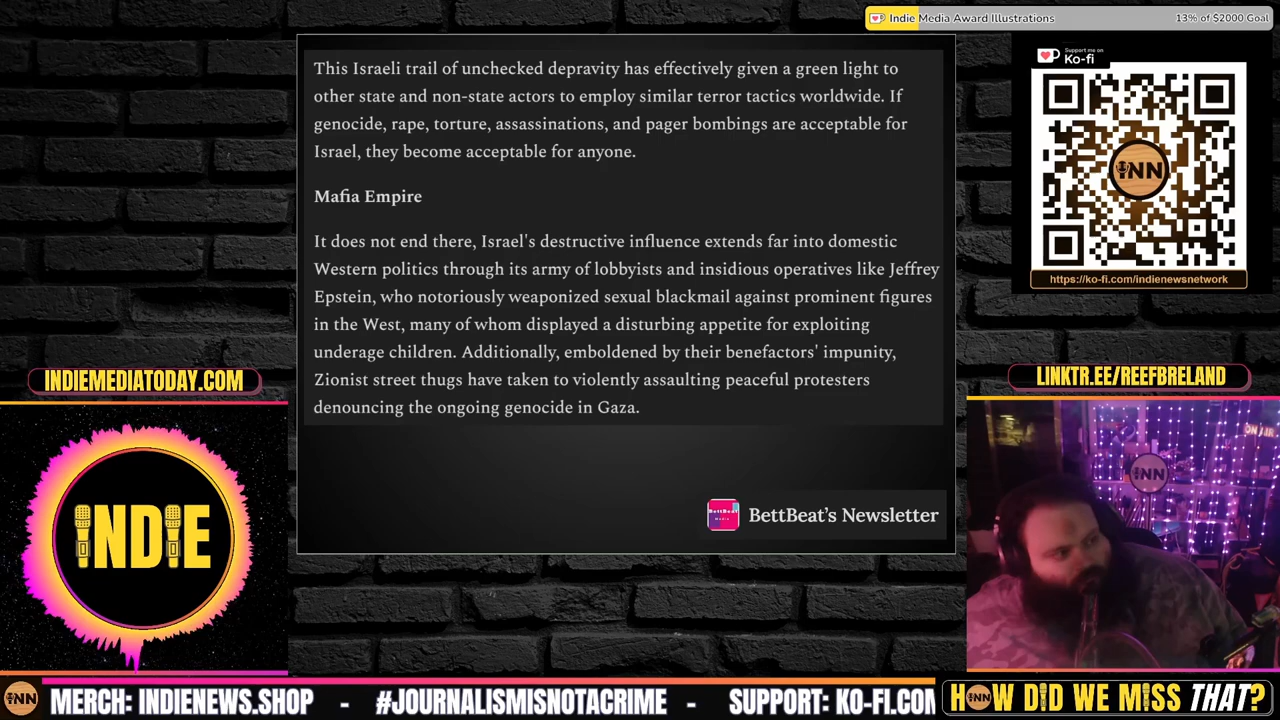 Indie Media Award Illustrations
13% of $2000 Goal
This Israeli trail of unchecked depravity has effectively given a green light to
other state and non-state actors to employ similar terror tactics worldwide. If
genocide, rape, torture, assassinations, and pager bombings are acceptable for
Israel, they become acceptable for anyone.
Mafia Empire
It does not end there, Israel's destructive influence extends far into domestic
Western politics through its army of lobbyists and insidious operatives like Jeffrey
Epstein, who notoriously weaponized sexual blackmail against prominent figures
in the West, many of whom displayed a disturbing appetite for exploiting
underage children. Additionally, emboldened by their benefactors' impunity,
Zionist street thugs have taken to violently assaulting peaceful protesters
denouncing the ongoing genocide in Gaza.
BettBeat's Newsletter
Support me on
Ko-fi
iNN
https://ko-fi.com/indienewsnetwork
INDIEMEDIATODAY.COM
INDIE
LINKTR.EE/REEFBRELAND
ON AIR
iNN
iNN
MERCH: INDIENEWS.SHOP - #JOURNALISMISNOTACRIME - SUPPORT: KO-FI.COM
HOW DID WE MISS THAT?